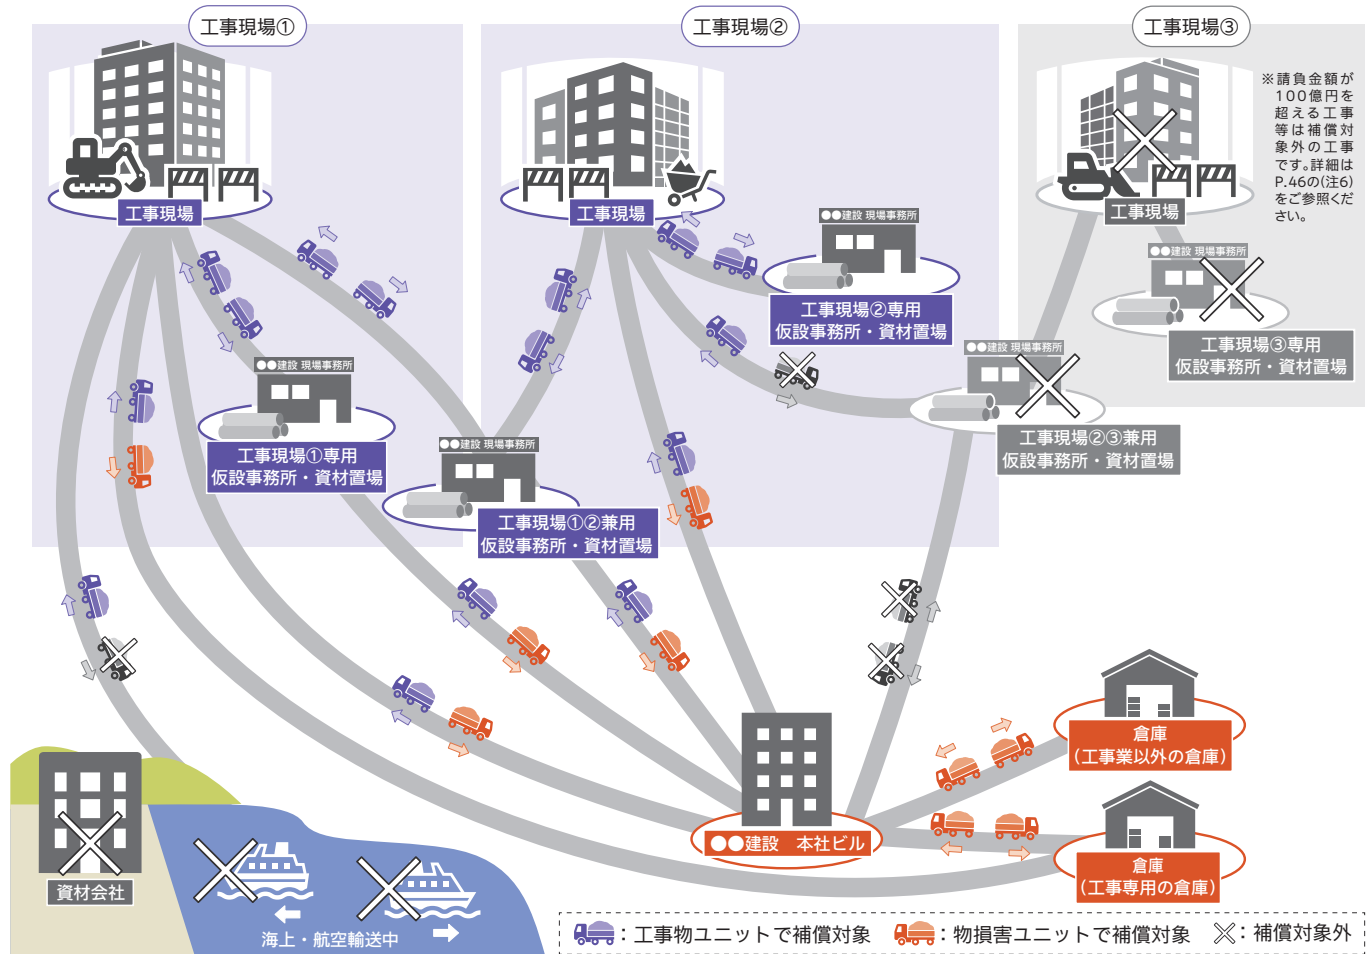 工事現場①
工事現場②
工事現場③
※請負金額が
100億円を
超える工事
等は補償対
象外の工事
です。詳細は
P.46の(注6)
をご参照くだ
さい。
工事現場
工事現場
工事現場
●●建設 現場事務所
工事現場②専用
仮設事務所・資材置場
●●建設 現場事務所
工事現場③専用
仮設事務所・資材置場
●●建設 現場事務所
工事現場①専用
仮設事務所・資材置場
●●建設 現場事務所
工事現場②③兼用
仮設事務所・資材置場
●●建設 現場事務所
工事現場①②兼用
仮設事務所・資材置場
倉庫
(工事業以外の倉庫)
●●建設　本社ビル
倉庫
(工事専用の倉庫)
資材会社
海上・航空輸送中
：工事物ユニットで補償対象
：物損害ユニットで補償対象
：補償対象外